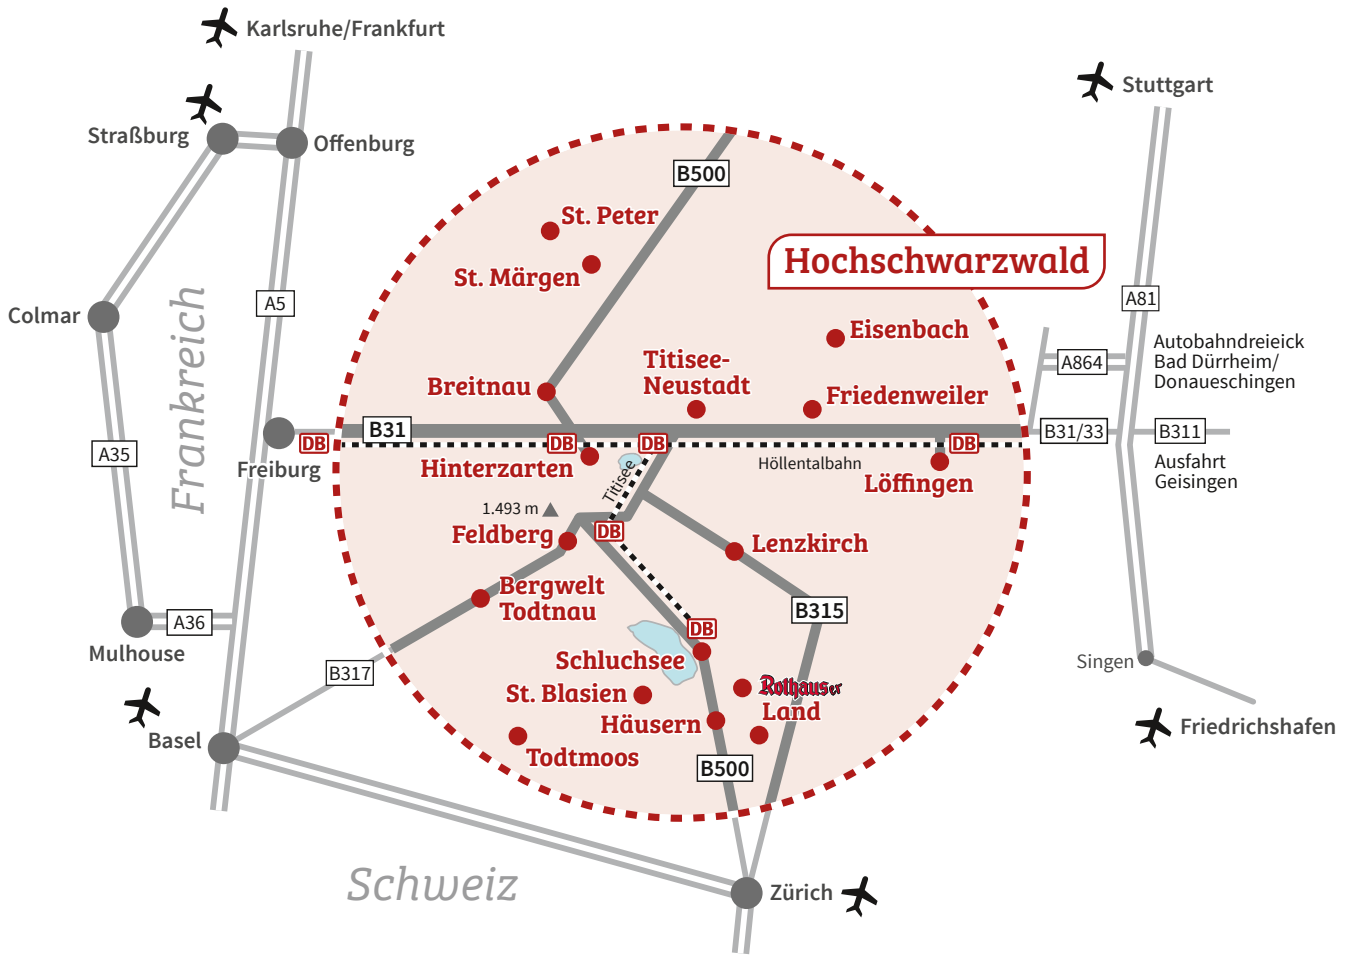 Karlsruhe/Frankfurt
Stuttgart
Straßburg
Offenburg
B500
St. Peter
St. Märgen
Hochschwarzwald
Colmar
A5
Frankreich
A81
Eisenbach
Autobahndreieick
Bad Dürrheim/
Donaueschingen
A864
Titisee-
Neustadt
Breitnau
Friedenweiler
B31
B31/33
B311
DB
DB
DB
DB
A35
Freiburg
Hinterzarten
Titisee
Höllentalbahn
Löffingen
Ausfahrt
Geisingen
1.493 m
Feldberg
DB
Lenzkirch
Bergwelt
Todtnau
B315
A36
Mulhouse
DB
Schluchsee
B317
Singen
St. Blasien
Rothauser
Land
Häusern
Basel
Todtmoos
B500
Friedrichshafen
Schweiz
Zürich